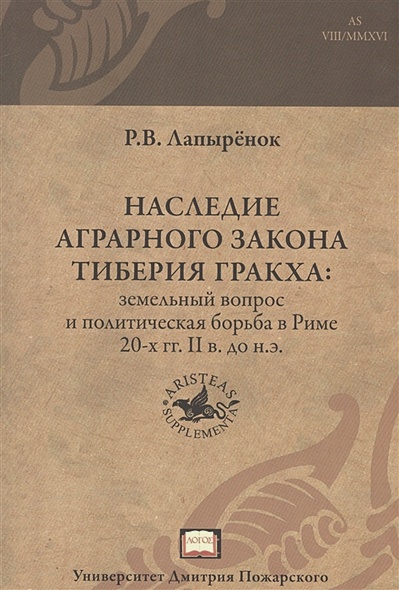 AS
VIII/MMXVI
Р.В. Лапырёнок
НАСЛЕДИЕ
АГРАРНОГО ЗАКОНА
ТИБЕРИЯ ГРАКХА:
земельный вопрос
и политическая борьба в Риме
20-х гг. II в. до н.э.
ARISTEAS
SUPPLEMENTA
ΛΟΓΟΣ
Университет Дмитрия Пожарского